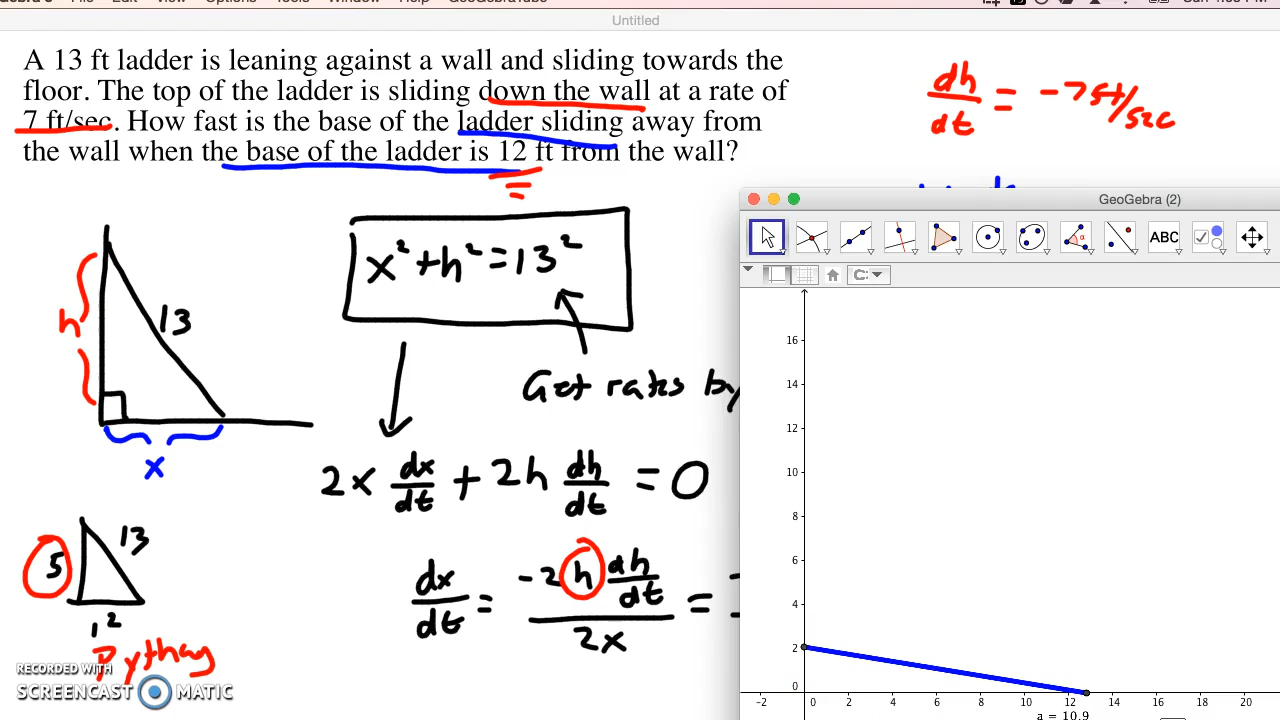 Untitled
A 13 ft ladder is leaning against a wall and sliding towards the
floor. The top of the ladder is sliding down the wall at a rate of
7 ft/sec. How fast is the base of the ladder sliding away from
the wall when the base of the ladder is 12 ft from the wall?
dh/dt = -7 ft/sec
GeoGebra (2)
ABC
x² + h² = 13²
h
13
x
Get rates by
2x dx/dt + 2h dh/dt = 0
5
13
12
Pythag
dx/dt = -2h dh/dt / 2x =
16
14
12
10
8
6
4
2
0
-2 0 2 4 6 8 10 12 14 16 18 20
a = 10.9
RECORDED WITH
SCREENCAST MATIC